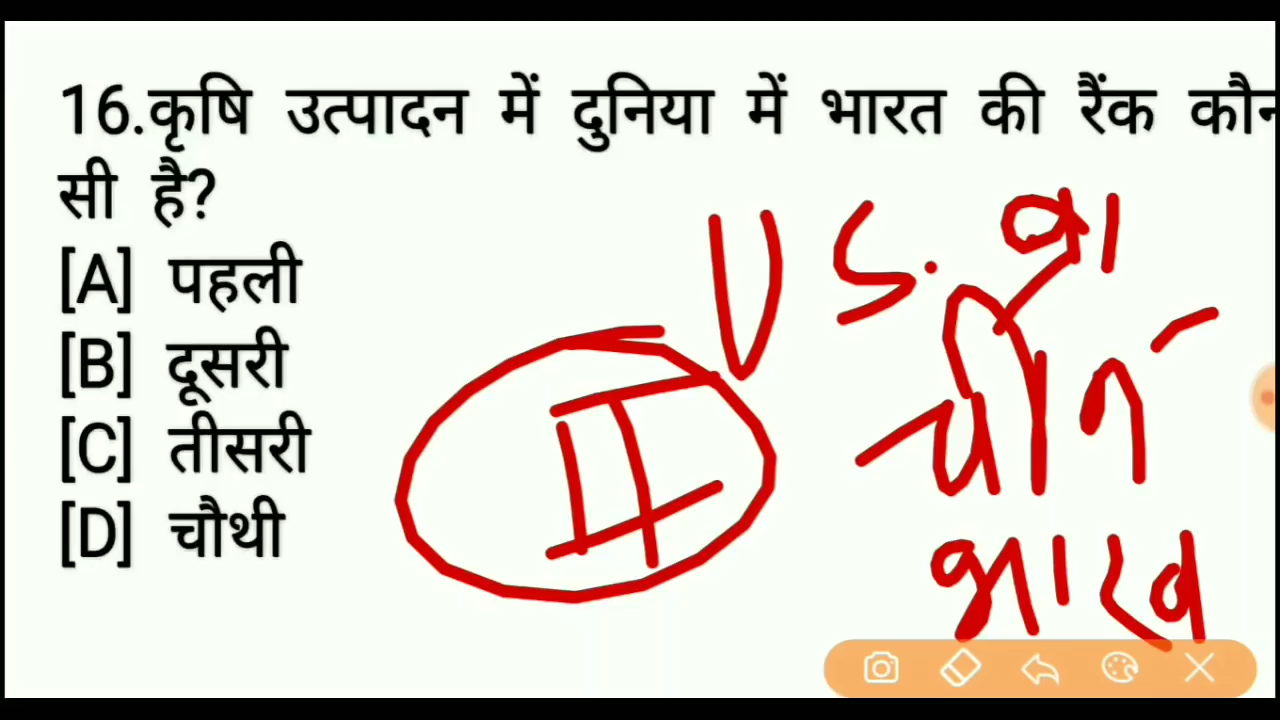 16.कृषि उत्पादन में दुनिया में भारत की रैंक कौन
सी है?
[A] पहली
[B] दूसरी
[C] तीसरी
[D] चौथी
II
U S.
चीन
भारत